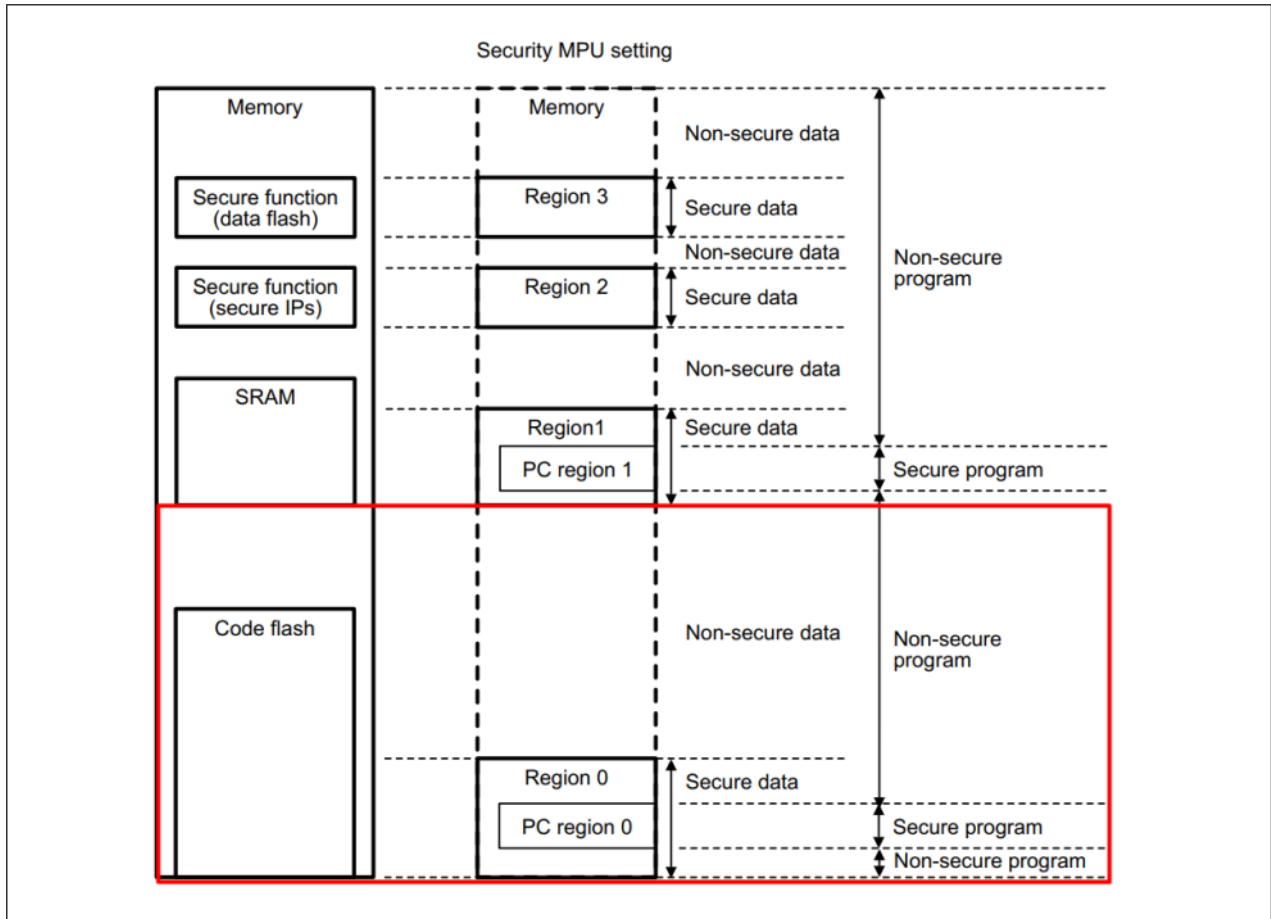 Security MPU setting
Memory
Memory
Non-secure data
Secure function
(data flash)
Region 3
Secure data
Non-secure data
Non-secure
program
Secure function
(secure IPs)
Region 2
Secure data
Non-secure data
SRAM
Region1
Secure data
PC region 1
Secure program
Code flash
Non-secure data
Non-secure
program
Region 0
Secure data
PC region 0
Secure program
Non-secure program